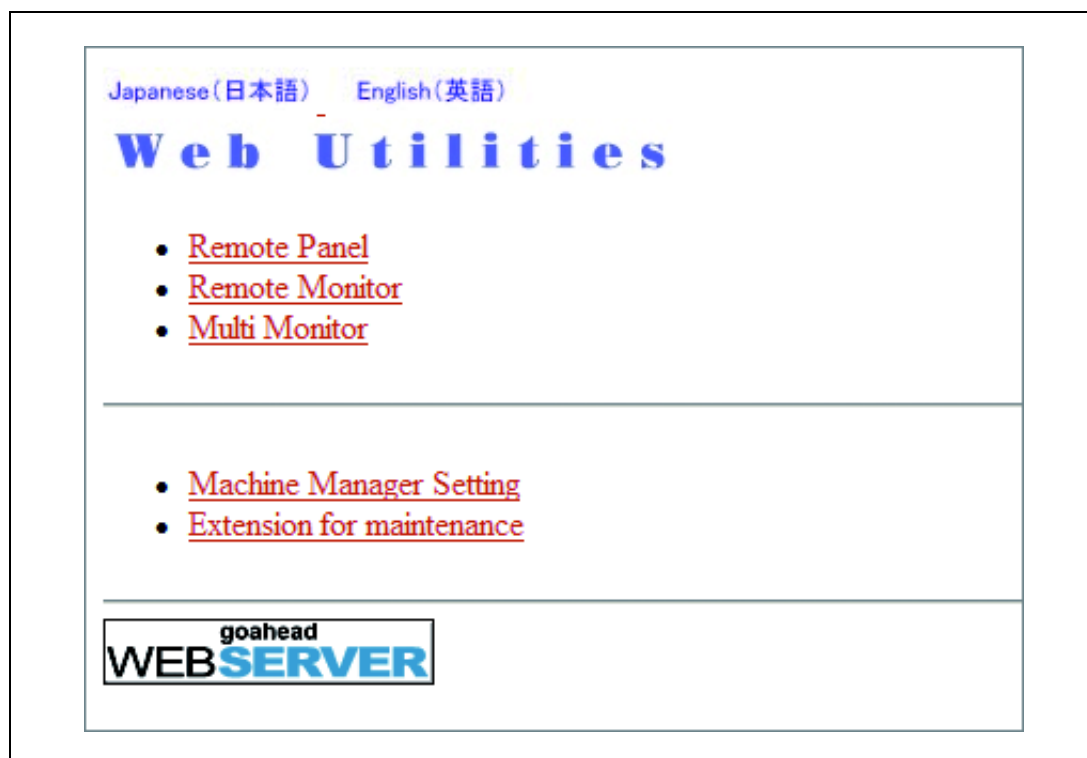 Japanese(日本語) English(英語)
Web Utilities
Remote Panel
Remote Monitor
Multi Monitor
Machine Manager Setting
Extension for maintenance
goahead
WEBSERVER